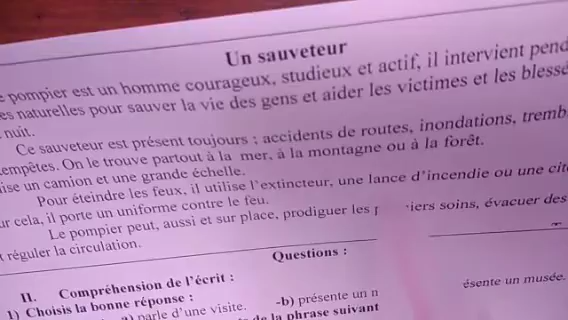 Un sauveteur
pompier est un homme courageux, studieux et actif, il intervient pend
es naturelles pour sauver la vie des gens et aider les victimes et les blessé
nuit.
Ce sauveteur est présent toujours : accidents de routes, inondations, tremb
empêtes. On le trouve partout à la mer, à la montagne ou à la forêt.
ise un camion et une grande échelle.
Pour éteindre les feux, il utilise l'extincteur, une lance d'incendie ou une cit
ur cela, il porte un uniforme contre le feu.
Le pompier peut, aussi et sur place, prodiguer les iers soins, évacuer des
t réguler la circulation.
Questions :
II. Compréhension de l'écrit :
1) Choisis la bonne réponse :
a) parle d'une visite. -b) présente un ésente un musée.
de la phrase suivant